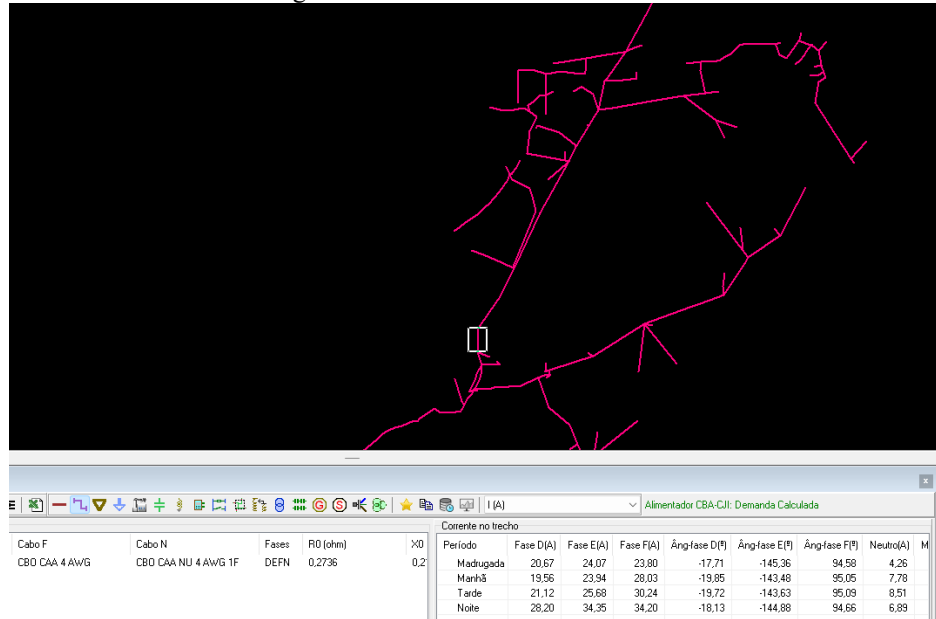 I (A)
Alimentador CBA-CJI: Demanda Calculada
Corrente no trecho
Cabo F Cabo N Fases R0 (ohm) X0
CBO CAA 4 AWG CBO CAA NU 4 AWG 1F DEFN 0,2736
Período Fase D(A) Fase E(A) Fase F(A) Âng-fase D(º) Âng-fase E(º) Âng-fase F(º) Neutro(A) M
Madrugada 20,67 24,07 23,80 -17,71 -145,36 94,58 4,26
Manhã 19,56 23,94 28,03 -19,85 -143,48 95,05 7,78
Tarde 21,12 25,68 30,24 -19,72 -143,63 95,09 8,51
Noite 28,20 34,35 34,20 -18,13 -144,88 94,66 6,89